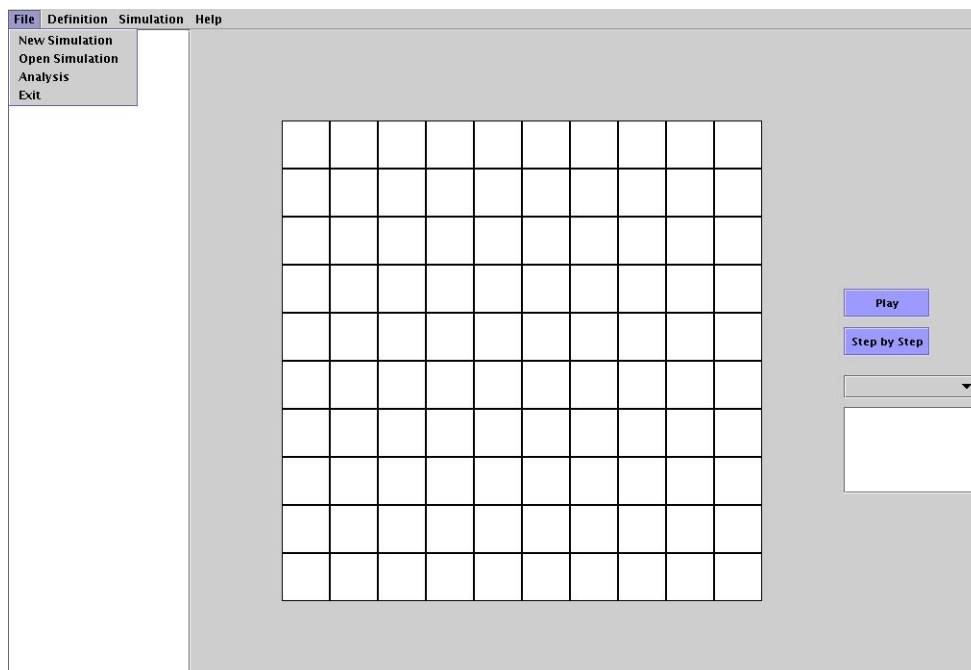 File Definition Simulation Help
New Simulation
Open Simulation
Analysis
Exit
Play
Step by Step